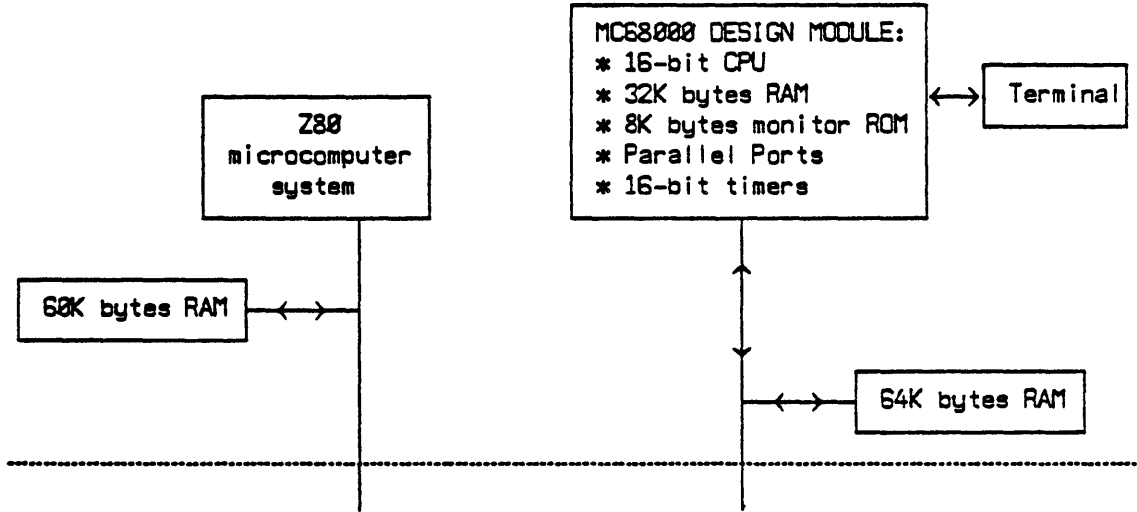 MC68000 DESIGN MODULE:
* 16-bit CPU
* 32K bytes RAM
* 8K bytes monitor ROM
* Parallel Ports
* 16-bit timers
Terminal
Z80
microcomputer
system
60K bytes RAM
64K bytes RAM